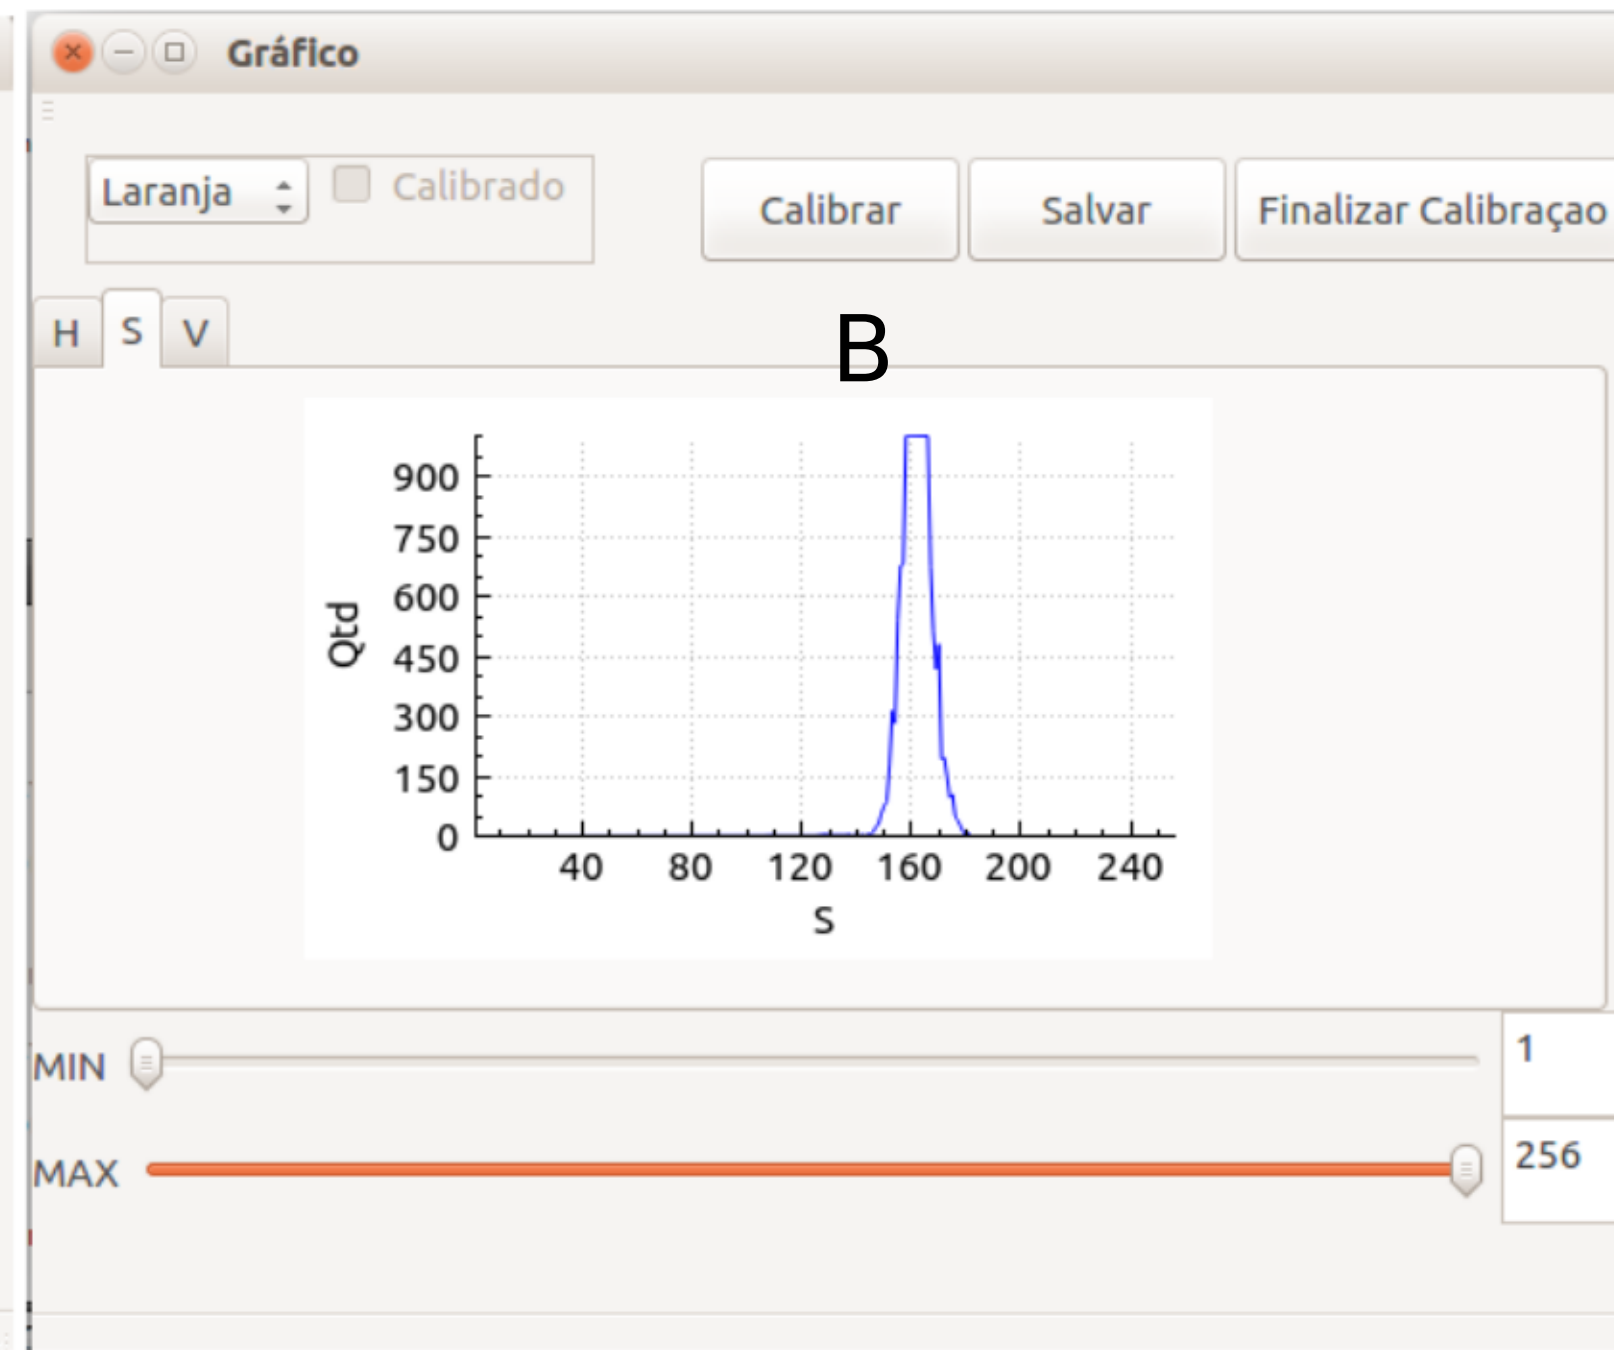 Gráfico
Laranja Calibrado Calibrar Salvar Finalizar Calibraçao
H S V
B
900
750
600
450
300
150
0
Qtd
40 80 120 160 200 240
S
MIN 1
MAX 256